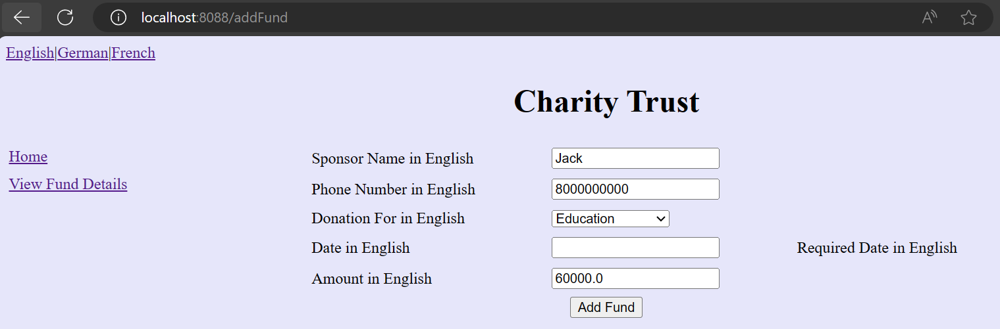 localhost:8088/addFund
English|German|French
Charity Trust
Home
View Fund Details
Sponsor Name in English Jack
Phone Number in English 8000000000
Donation For in English Education
Date in English Required Date in English
Amount in English 60000.0
Add Fund